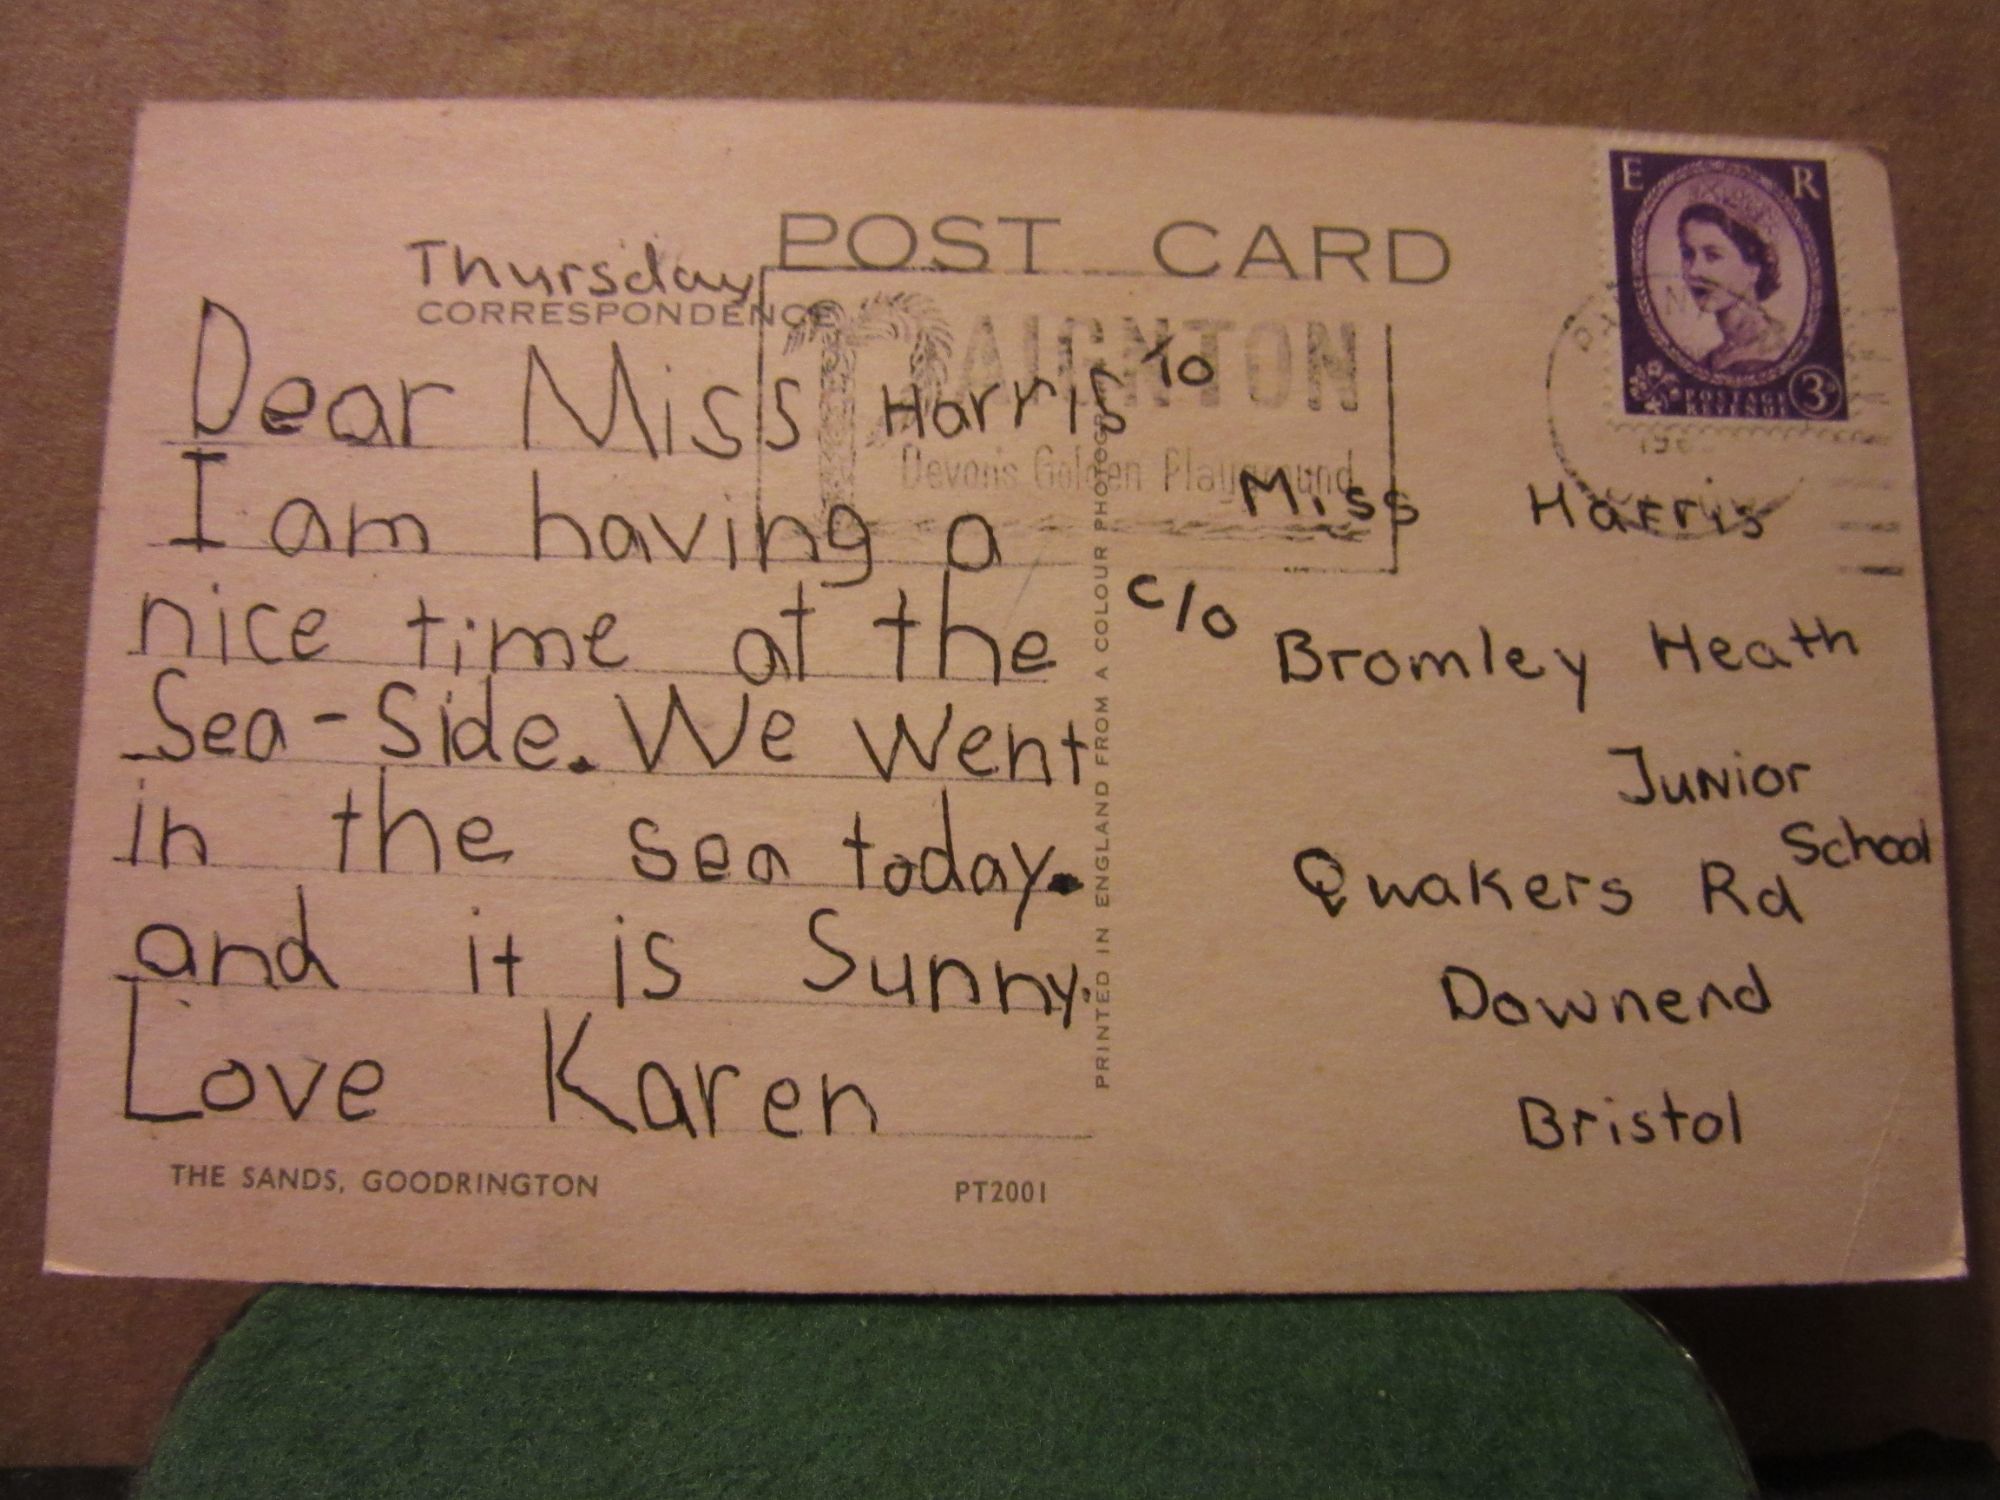 POST CARD
Thursday
CORRESPONDENCE
Dear Miss Harris
I am having a
nice time at the
Sea-Side. We went
in the sea today.
and it is Sunny.
Love Karen
THE SANDS, GOODRINGTON
PT2001
PRINTED IN ENGLAND FROM A COLOUR PHOTOGRAPH
PAIGNTON
Devon's Golden Playground
E R
POSTAGE
REVENUE
3D
To
Miss Harris
c/o
Bromley Heath
Junior
School
Quakers Rd
Downend
Bristol